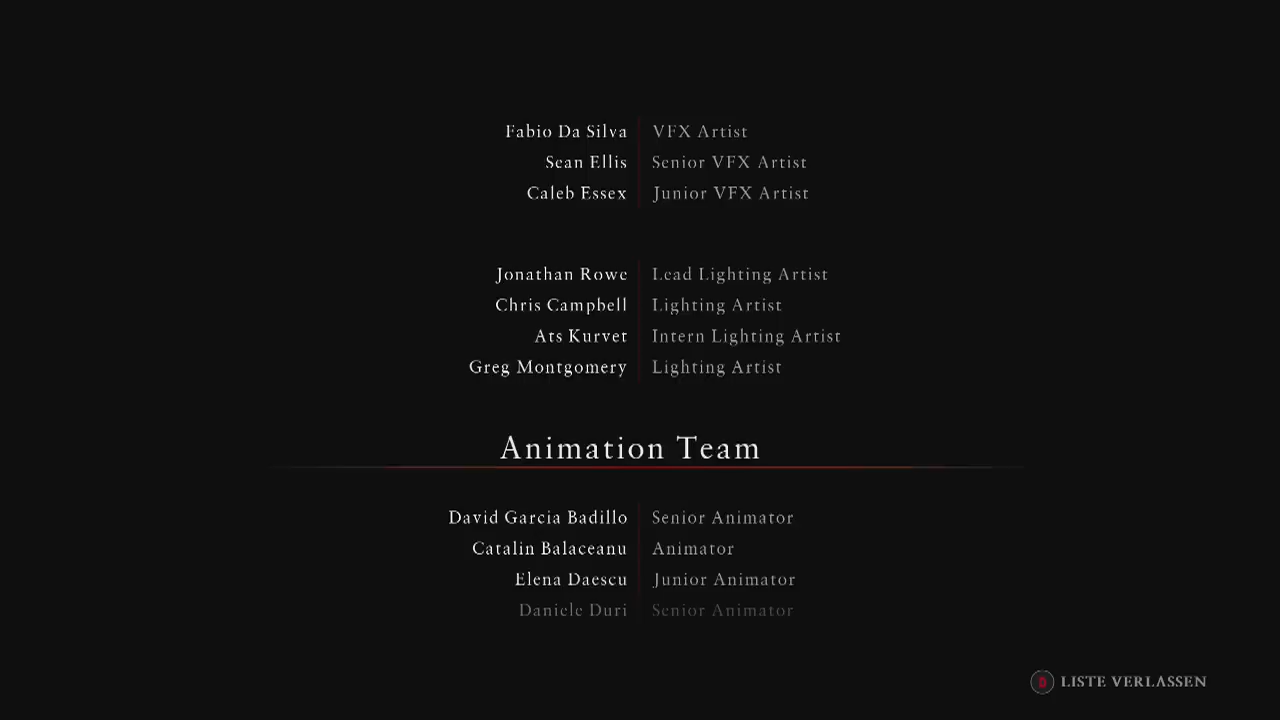 Fabio Da Silva VFX Artist
Sean Ellis Senior VFX Artist
Caleb Essex Junior VFX Artist
Jonathan Rowe Lead Lighting Artist
Chris Campbell Lighting Artist
Ats Kurvet Intern Lighting Artist
Greg Montgomery Lighting Artist
Animation Team
David Garcia Badillo Senior Animator
Catalin Balaceanu Animator
Elena Daescu Junior Animator
Daniele Duri Senior Animator
B LISTE VERLASSEN